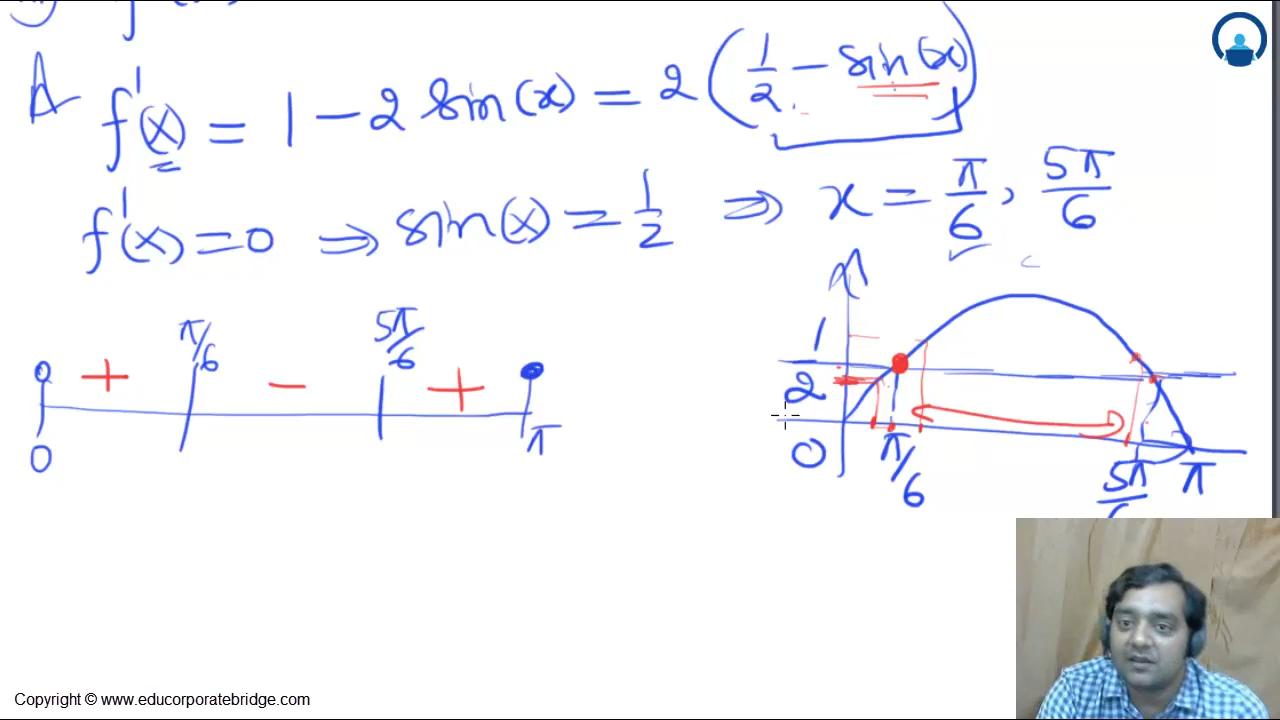 A f'(x) = 1 - 2 sin(x) = 2 ( 1/2 - sin(x) )
f'(x) = 0 ⇒ sin(x) = 1/2 ⇒ x = π/6 , 5π/6
π/6 5π/6
+ - +
0 π
1/2
0 π/6 5π π
Copyright © www.educorporatebridge.com